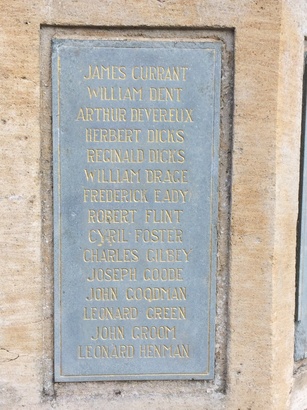 JAMES CURRANT
WILLIAM DENT
ARTHUR DEVEREUX
HERBERT DICKS
REGINALD DICKS
WILLIAM DRAGE
FREDERICK EADY
ROBERT FLINT
CYRIL FOSTER
CHARLES GILBEY
JOSEPH GOODE
JOHN GOODMAN
LEONARD GREEN
JOHN GROOM
LEONARD HENMAN